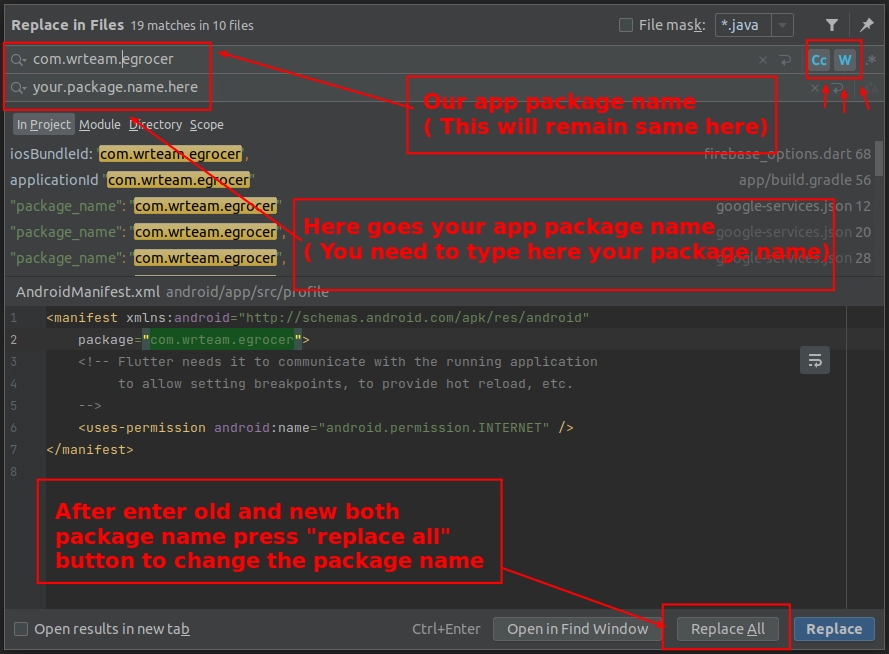 Replace in Files 19 matches in 10 files File mask: *.java
com.wrteam.egrocer Cc W .*
your.package.name.here
Our app package name
( This will remain same here)
In Project Module Directory Scope
iosBundleId: 'com.wrteam.egrocer', firebase_options.dart 68
applicationId "com.wrteam.egrocer" app/build.gradle 56
"package_name": "com.wrteam.egrocer" google-services.json 12
"package_name": "com.wrteam.egrocer", google-services.json 20
"package_name": "com.wrteam.egrocer", google-services.json 28
Here goes your app package name
( You need to type here your package name)
AndroidManifest.xml android/app/src/profile
1 <manifest xmlns:android="http://schemas.android.com/apk/res/android"
2 package="com.wrteam.egrocer">
3 <!-- Flutter needs it to communicate with the running application
4 to allow setting breakpoints, to provide hot reload, etc.
5 -->
6 <uses-permission android:name="android.permission.INTERNET" />
7 </manifest>
8
After enter old and new both
package name press "replace all"
button to change the package name
Open results in new tab Ctrl+Enter Open in Find Window Replace All Replace